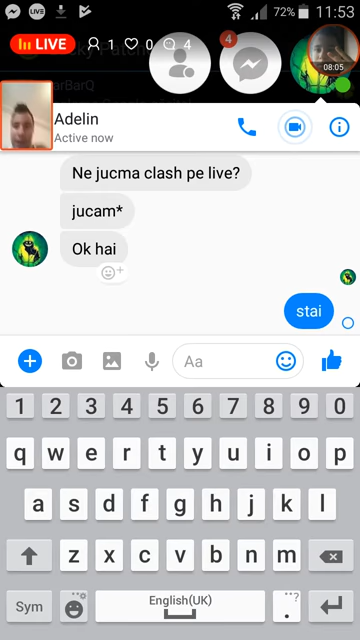 LIVE
72% 11:53
LIVE 1 0 4
4
08:05
Adelin
Active now
Ne jucma clash pe live?
jucam*
Ok hai
stai
Aa
1 2 3 4 5 6 7 8 9 0
q w e r t y u i o p
a s d f g h j k l
z x c v b n m
Sym
English(UK)
. ?